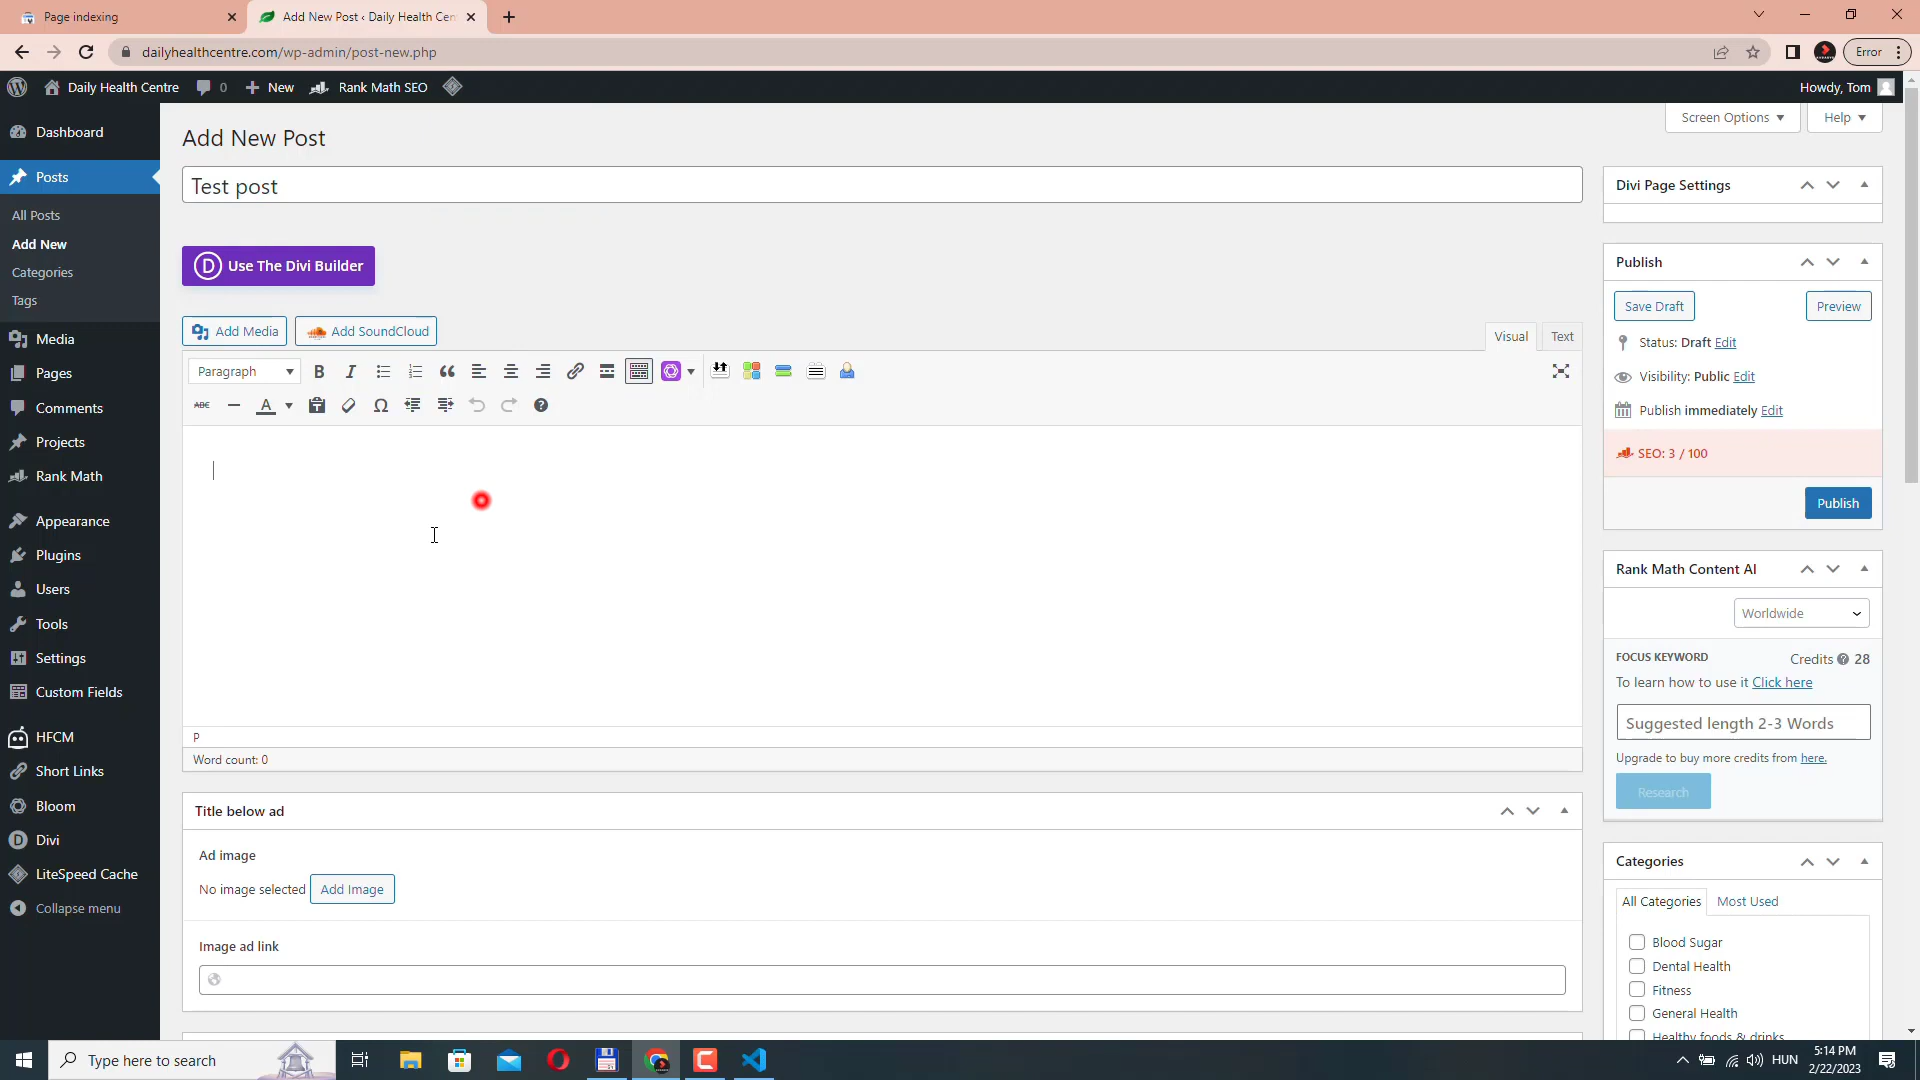 Page indexing
Add New Post ‹ Daily Health Cen
dailyhealthcentre.com/wp-admin/post-new.php
Error
Daily Health Centre
0
New
Rank Math SEO
Howdy, Tom
Dashboard
Posts
All Posts
Add New
Categories
Tags
Media
Pages
Comments
Projects
Rank Math
Appearance
Plugins
Users
Tools
Settings
Custom Fields
HFCM
Short Links
Bloom
Divi
LiteSpeed Cache
Collapse menu
Add New Post
Screen Options
Help
Test post
Use The Divi Builder
Add Media
Add SoundCloud
Visual
Text
Paragraph
B
I
ABC
A
P
Word count: 0
Title below ad
Ad image
No image selected
Add Image
Image ad link
Divi Page Settings
Publish
Save Draft
Preview
Status: Draft Edit
Visibility: Public Edit
Publish immediately Edit
SEO: 3 / 100
Publish
Rank Math Content AI
Worldwide
FOCUS KEYWORD
Credits 28
To learn how to use it Click here
Suggested length 2-3 Words
Upgrade to buy more credits from here.
Research
Categories
All Categories
Most Used
Blood Sugar
Dental Health
Fitness
General Health
Healthy foods & drinks
Type here to search
HUN
5:14 PM
2/22/2023